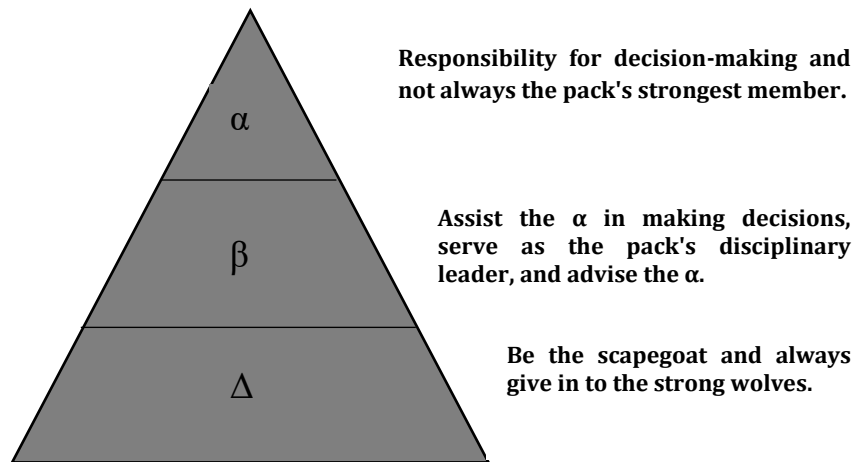 Responsibility for decision-making and
not always the pack's strongest member.
α
Assist the α in making decisions,
serve as the pack's disciplinary
leader, and advise the α.
β
Be the scapegoat and always
give in to the strong wolves.
Δ